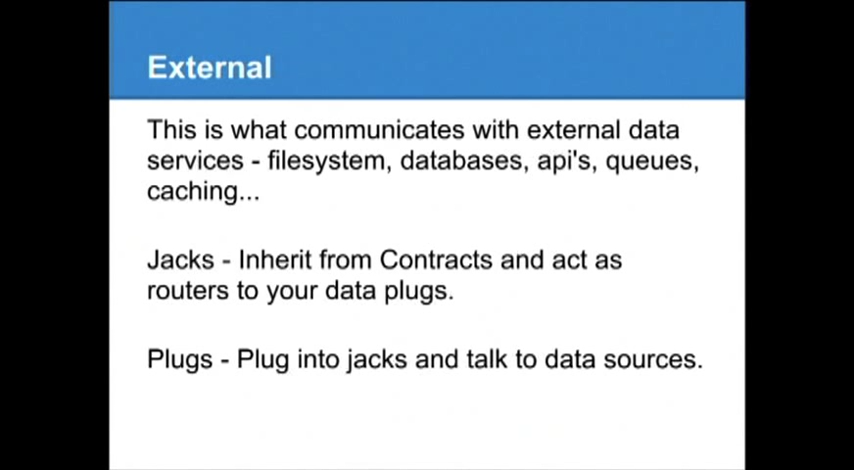 External
This is what communicates with external data
services - filesystem, databases, api's, queues,
caching...
Jacks - Inherit from Contracts and act as
routers to your data plugs.
Plugs - Plug into jacks and talk to data sources.